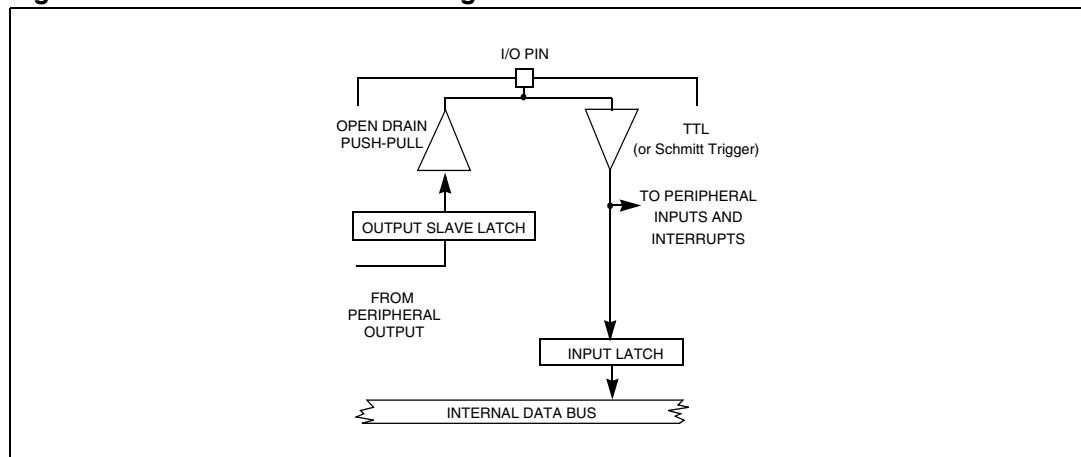 I/O PIN
OPEN DRAIN
PUSH-PULL
TTL
(or Schmitt Trigger)
TO PERIPHERAL
INPUTS AND
INTERRUPTS
OUTPUT SLAVE LATCH
FROM
PERIPHERAL
OUTPUT
INPUT LATCH
INTERNAL DATA BUS